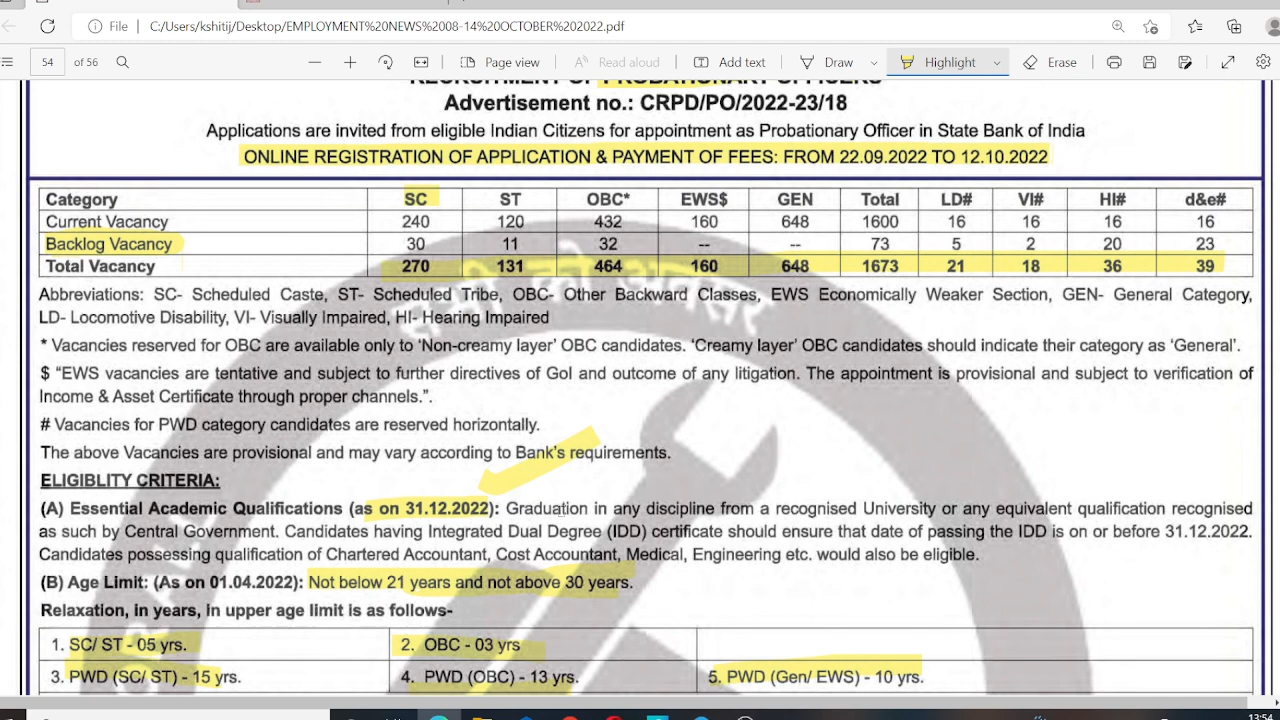 File C:/Users/kshitij/Desktop/EMPLOYMENT%20NEWS%2008-14%20OCTOBER%202022.pdf
54 of 56 Page view Read aloud Add text Draw Highlight Erase
RECRUITMENT OF PROBATIONARY OFFICERS
Advertisement no.: CRPD/PO/2022-23/18
Applications are invited from eligible Indian Citizens for appointment as Probationary Officer in State Bank of India
ONLINE REGISTRATION OF APPLICATION & PAYMENT OF FEES: FROM 22.09.2022 TO 12.10.2022
Category SC ST OBC* EWS$ GEN Total LD# VI# HI# d&e#
Current Vacancy 240 120 432 160 648 1600 16 16 16 16
Backlog Vacancy 30 11 32 -- -- 73 5 2 20 23
Total Vacancy 270 131 464 160 648 1673 21 18 36 39
Abbreviations: SC- Scheduled Caste, ST- Scheduled Tribe, OBC- Other Backward Classes, EWS Economically Weaker Section, GEN- General Category,
LD- Locomotive Disability, VI- Visually Impaired, HI- Hearing Impaired
* Vacancies reserved for OBC are available only to ‘Non-creamy layer’ OBC candidates. ‘Creamy layer’ OBC candidates should indicate their category as ‘General’.
$ “EWS vacancies are tentative and subject to further directives of GoI and outcome of any litigation. The appointment is provisional and subject to verification of
Income & Asset Certificate through proper channels.”.
# Vacancies for PWD category candidates are reserved horizontally.
The above Vacancies are provisional and may vary according to Bank’s requirements.
ELIGIBLITY CRITERIA:
(A) Essential Academic Qualifications (as on 31.12.2022): Graduation in any discipline from a recognised University or any equivalent qualification recognised
as such by Central Government. Candidates having Integrated Dual Degree (IDD) certificate should ensure that date of passing the IDD is on or before 31.12.2022.
Candidates possessing qualification of Chartered Accountant, Cost Accountant, Medical, Engineering etc. would also be eligible.
(B) Age Limit: (As on 01.04.2022): Not below 21 years and not above 30 years.
Relaxation, in years, in upper age limit is as follows-
1. SC/ ST - 05 yrs. 2. OBC - 03 yrs
3. PWD (SC/ ST) - 15 yrs. 4. PWD (OBC) - 13 yrs. 5. PWD (Gen/ EWS) - 10 yrs.
13:54